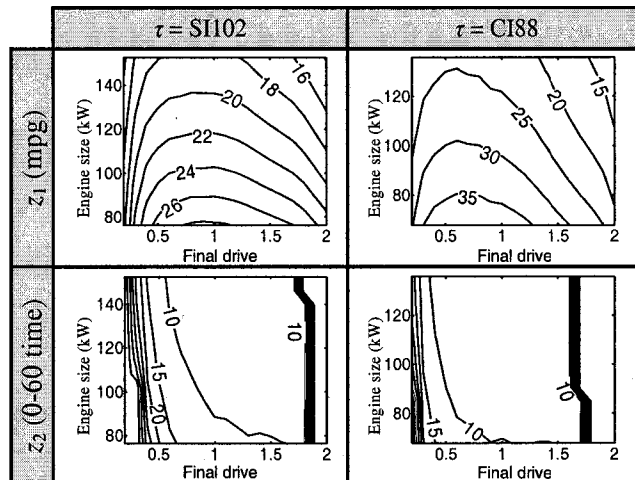 τ = SI102
τ = CI88
z1 (mpg)
Engine size (kW)
140
120
100
80
16
18
20
22
24
26
0.5 1 1.5 2
Final drive
Engine size (kW)
120
100
80
15
20
25
30
35
0.5 1 1.5 2
Final drive
z2 (0-60 time)
Engine size (kW)
140
120
100
80
10
15
20
10
0.5 1 1.5 2
Final drive
Engine size (kW)
120
100
80
15
10
10
0.5 1 1.5 2
Final drive